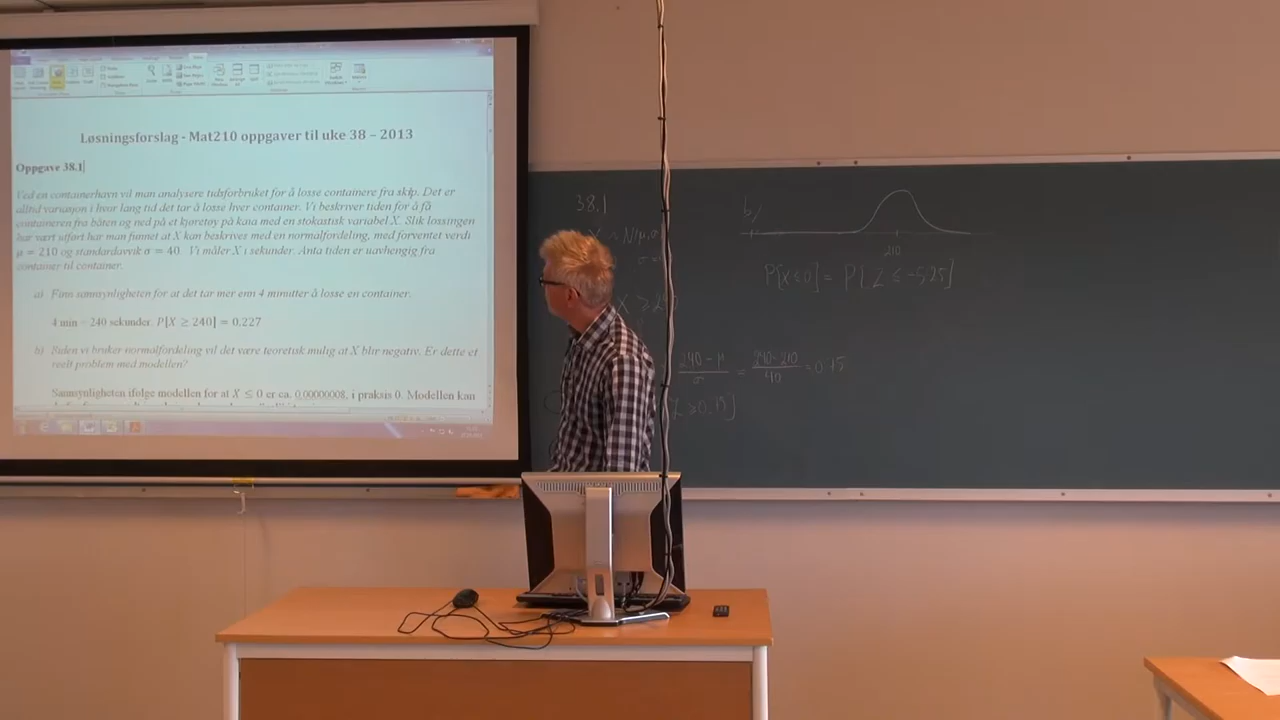 Løsningsforslag - Mat210 oppgaver til uke 38 – 2013
Oppgave 38.1
Ved en containerhavn vil man analysere tidsforbruket for å losse containere fra skip. Det er
alltid variasjon i hvor lang tid det tar å losse hver container. Vi beskriver tiden for å få
containeren fra båten og ned på et kjøretøy på kaia med en stokastisk variabel X. Slik lossingen
har vært utført har man funnet at X kan beskrives med en normalfordeling, med forventet verdi
μ = 210 og standardavvik σ = 40. Vi måler X i sekunder. Anta tiden er uavhengig fra
container til container.
a) Finn sannsynligheten for at det tar mer enn 4 minutter å losse en container.
4 min = 240 sekunder. P[X ≥ 240] = 0.227
b) Siden vi bruker normalfordeling vil det være teoretisk mulig at X blir negativ. Er dette et
reelt problem med modellen?
Sannsynligheten ifølge modellen for at X ≤ 0 er ca. 0.00000008, i praksis 0. Modellen kan
38.1
X ~ N(μ,σ
X ≥ 24
240 - μ / σ = 240-210 / 40 = 0.75
Z ≥ 0.75]
b)
210
P[X ≤ 0] = P[Z ≤ -5.25]